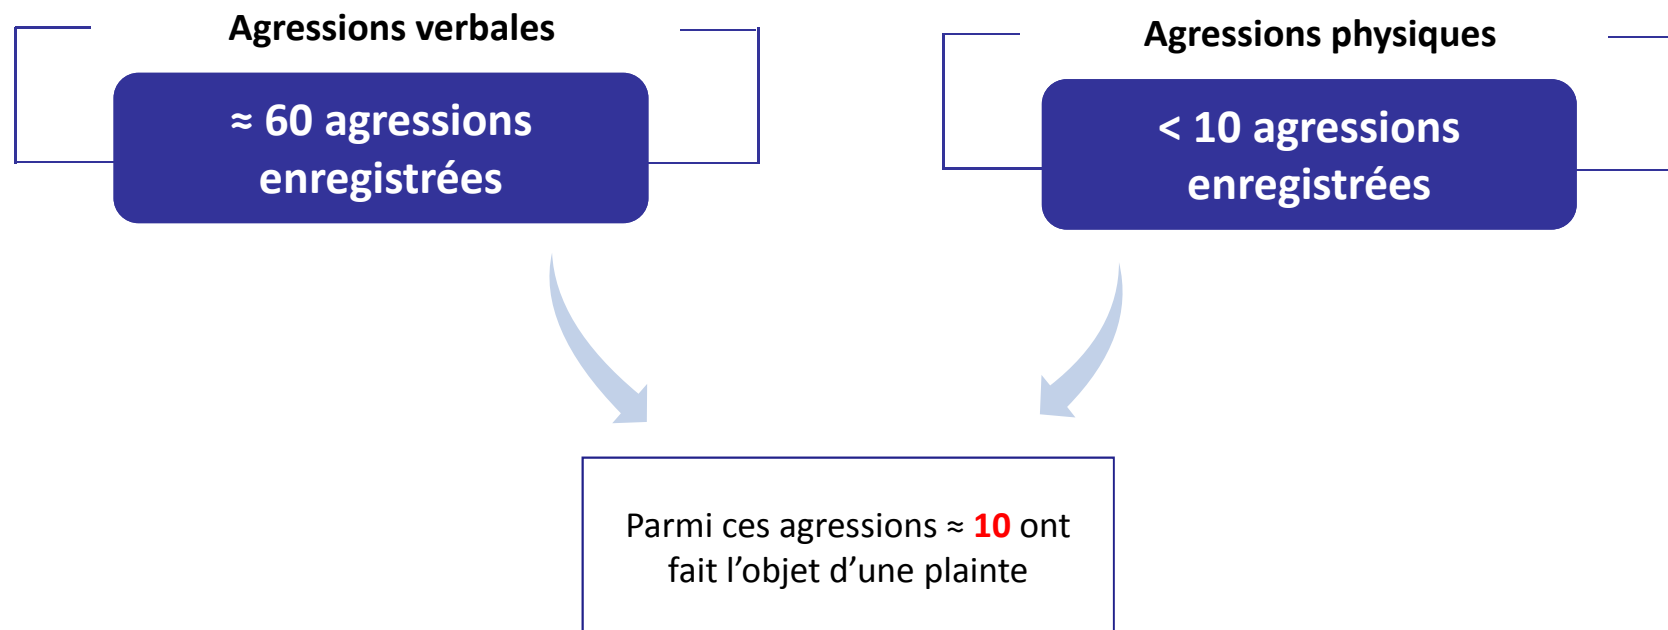 Agressions verbales
≈ 60 agressions
enregistrées
Agressions physiques
< 10 agressions
enregistrées
Parmi ces agressions ≈ 10 ont
fait l’objet d’une plainte